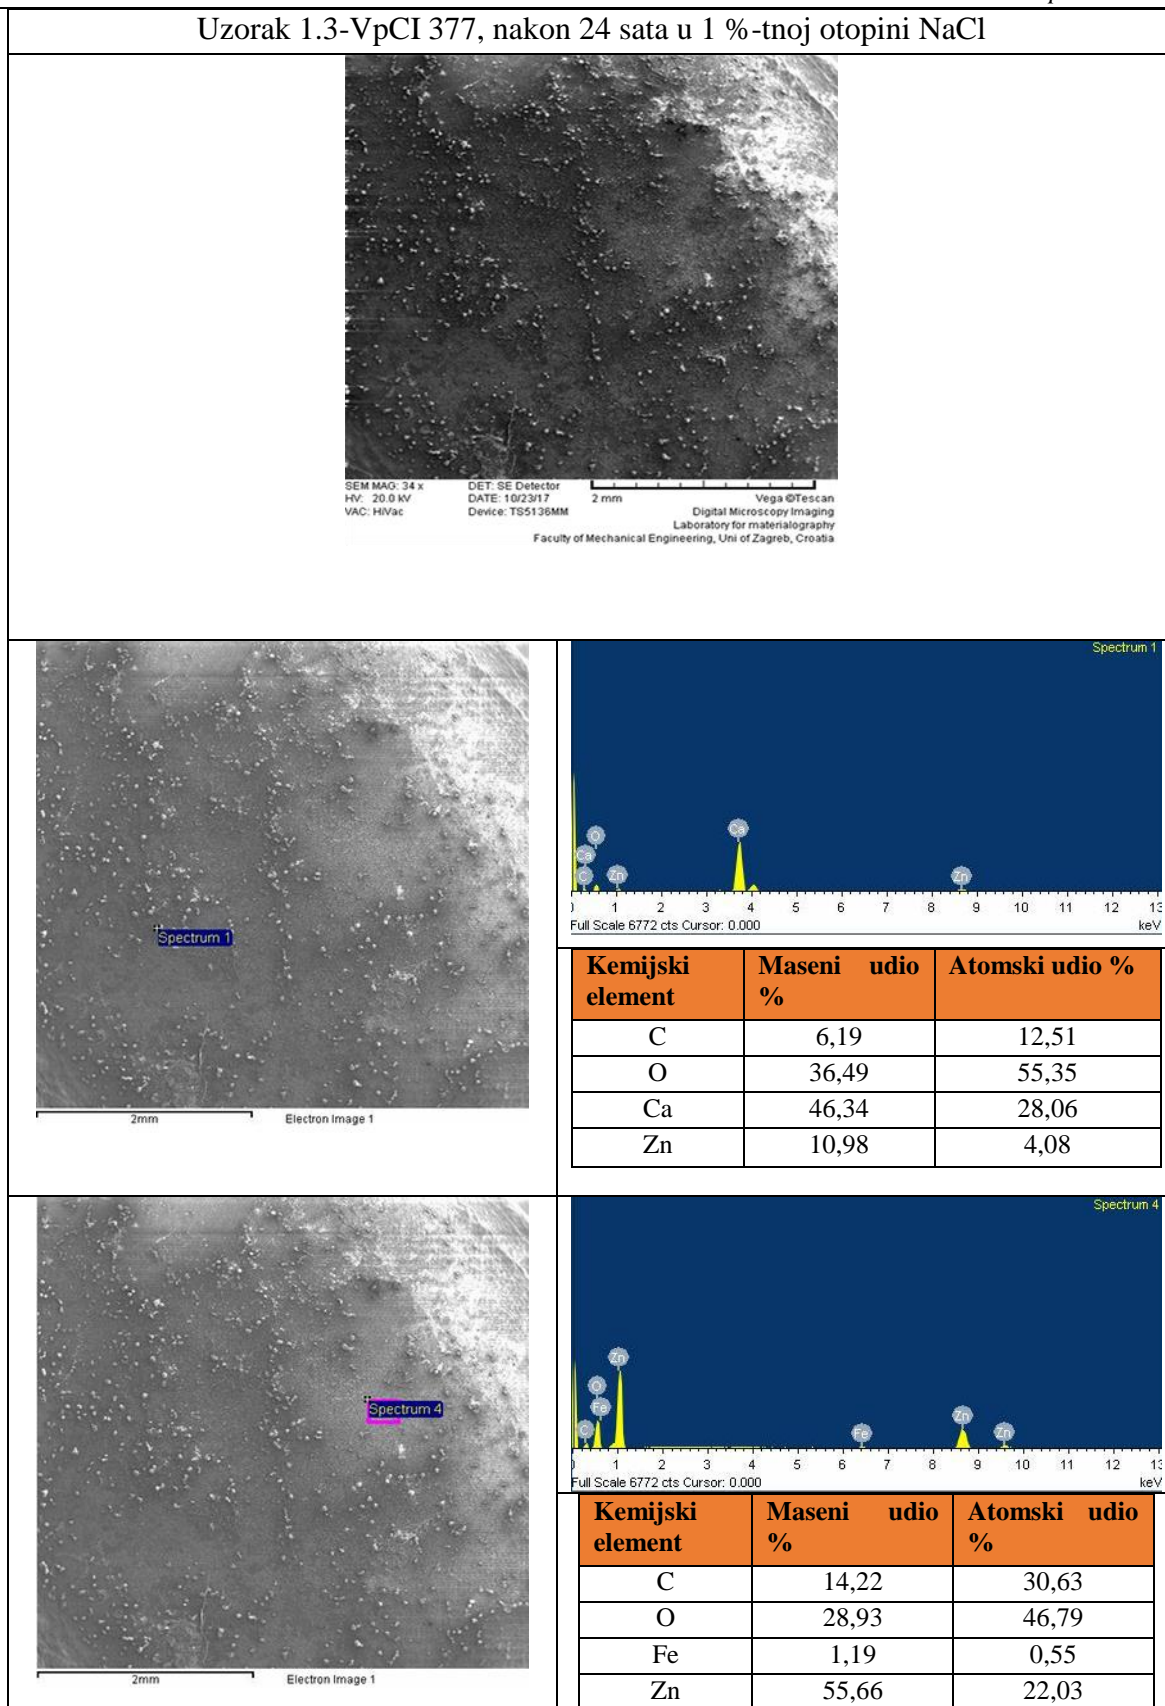 Uzorak 1.3-VpCI 377, nakon 24 sata u 1 %-tnoj otopini NaCl
SEM MAG: 34 x DET: SE Detector
HV: 20.0 kV DATE: 10/23/17 2 mm Vega ©Tescan
VAC: HiVac Device: TS5136MM Digital Microscopy Imaging
Laboratory for materialography
Faculty of Mechanical Engineering, Uni of Zagreb, Croatia
Spectrum 1
2mm Electron Image 1
Spectrum 1
O
Ca
Ca
C Zn Zn
1 2 3 4 5 6 7 8 9 10 11 12 13
Full Scale 6772 cts Cursor: 0.000 keV
Kemijski element Maseni udio % Atomski udio %
C 6,19 12,51
O 36,49 55,35
Ca 46,34 28,06
Zn 10,98 4,08
Spectrum 4
2mm Electron Image 1
Spectrum 4
Zn
O
Fe
C Fe Zn Zn
1 2 3 4 5 6 7 8 9 10 11 12 13
Full Scale 6772 cts Cursor: 0.000 keV
Kemijski element Maseni udio % Atomski udio %
C 14,22 30,63
O 28,93 46,79
Fe 1,19 0,55
Zn 55,66 22,03